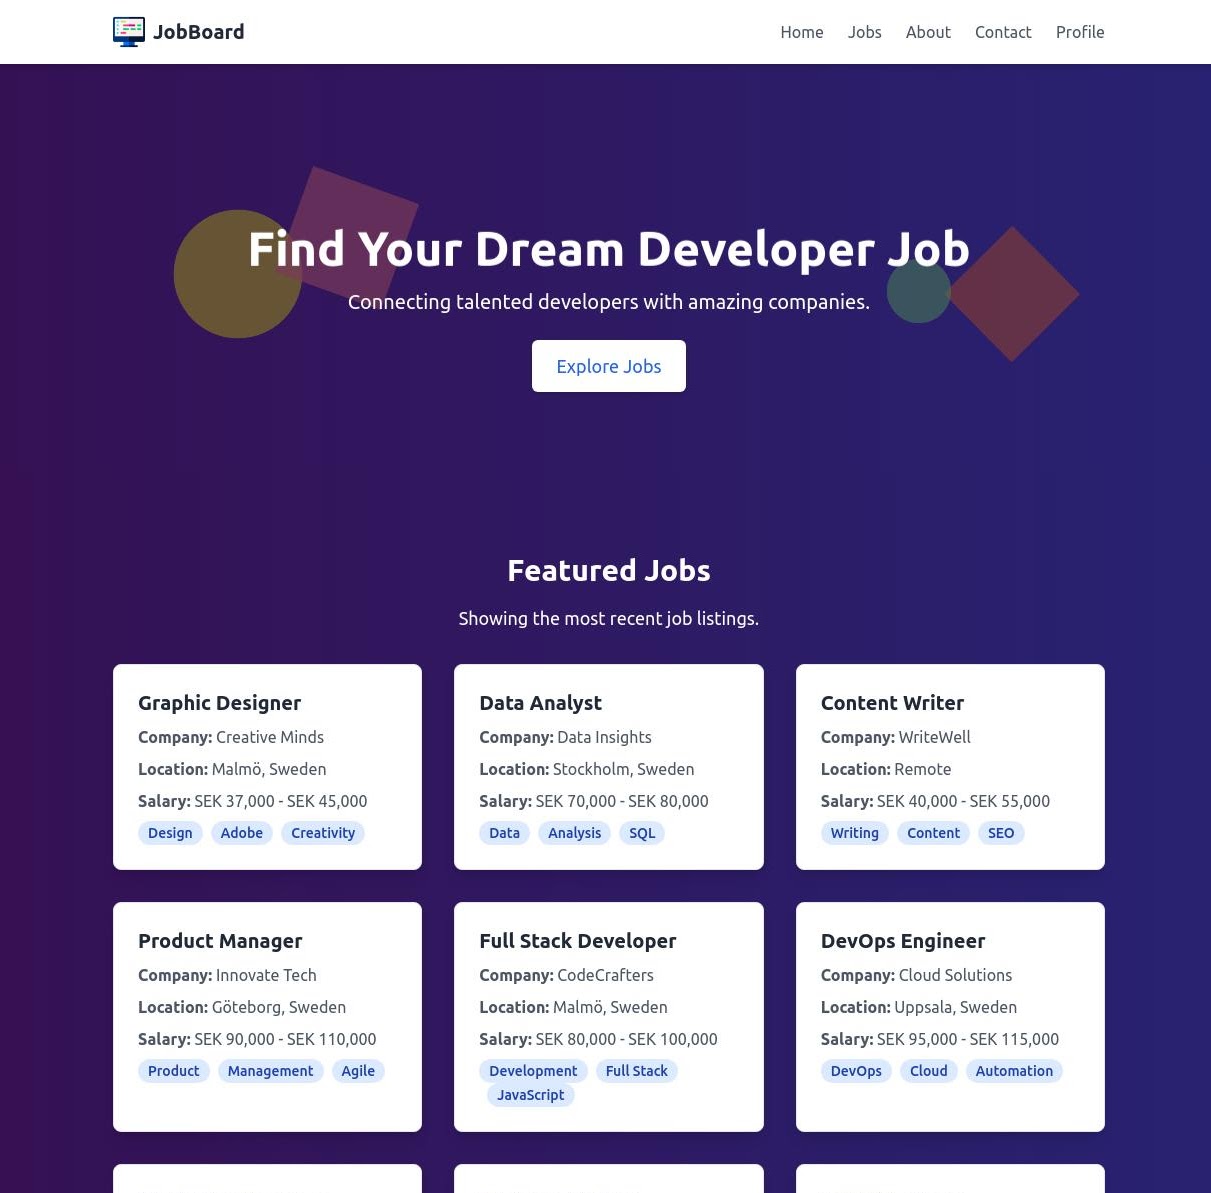 JobBoard
Home Jobs About Contact Profile
Find Your Dream Developer Job
Connecting talented developers with amazing companies.
Explore Jobs
Featured Jobs
Showing the most recent job listings.
Graphic Designer
Company: Creative Minds
Location: Malmö, Sweden
Salary: SEK 37,000 - SEK 45,000
Design Adobe Creativity
Data Analyst
Company: Data Insights
Location: Stockholm, Sweden
Salary: SEK 70,000 - SEK 80,000
Data Analysis SQL
Content Writer
Company: WriteWell
Location: Remote
Salary: SEK 40,000 - SEK 55,000
Writing Content SEO
Product Manager
Company: Innovate Tech
Location: Göteborg, Sweden
Salary: SEK 90,000 - SEK 110,000
Product Management Agile
Full Stack Developer
Company: CodeCrafters
Location: Malmö, Sweden
Salary: SEK 80,000 - SEK 100,000
Development Full Stack
JavaScript
DevOps Engineer
Company: Cloud Solutions
Location: Uppsala, Sweden
Salary: SEK 95,000 - SEK 115,000
DevOps Cloud Automation